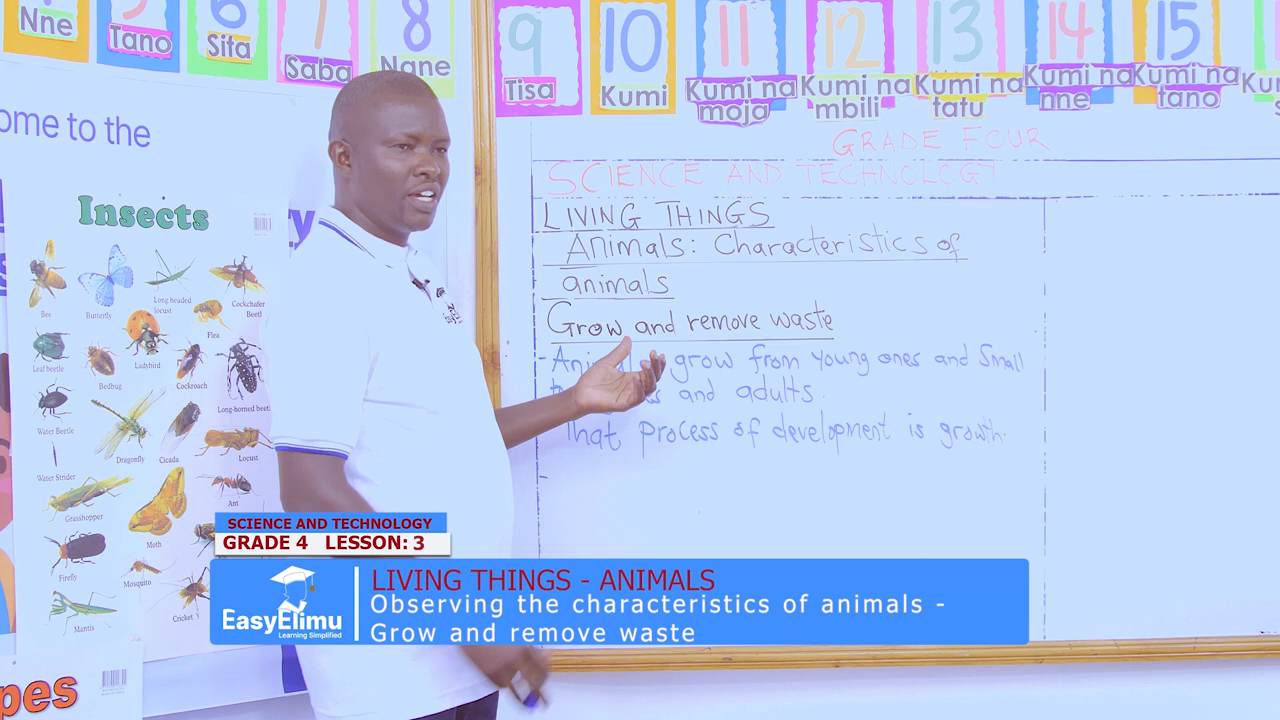 Nne
5
Tano
6
Sita
7
Saba
8
Nane
9
Tisa
10
Kumi
11
Kumi na
moja
12
Kumi na
mbili
13
Kumi na
tatu
14
Kumi na
nne
15
Kumi na
tano
ome to the
Insects
Bee
Butterfly
Long headed
locust
Cockchafer
Beetl
Leaf beetle
Bedbug
Ladybird
Flea
Cockroach
Long-horned beetl
Water Beetle
Dragonfly
Cicada
Locust
Water Strider
Grasshopper
Moth
Ant
Firefly
Mosquito
Mantis
Cricket
pes
GRADE FOUR
SCIENCE AND TECHNOLOGY
LIVING THINGS
Animals: Characteristics of
animals
Grow and remove waste
- Animals grow from young ones and small
and adults.
That process of development is growth.
-
SCIENCE AND TECHNOLOGY
GRADE 4 LESSON: 3
EasyElimu
Learning Simplified
LIVING THINGS - ANIMALS
Observing the characteristics of animals -
Grow and remove waste